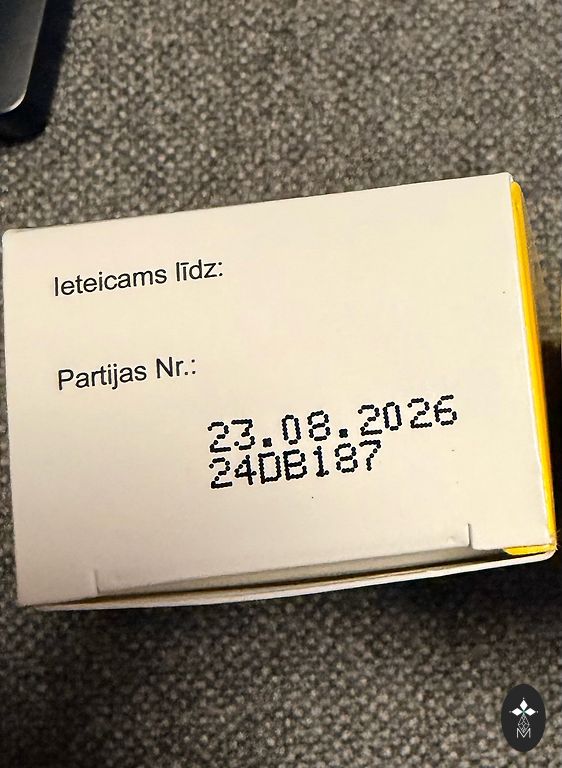 Ieteicams līdz:
Partijas Nr.:
23.08.2026
24DB187
M